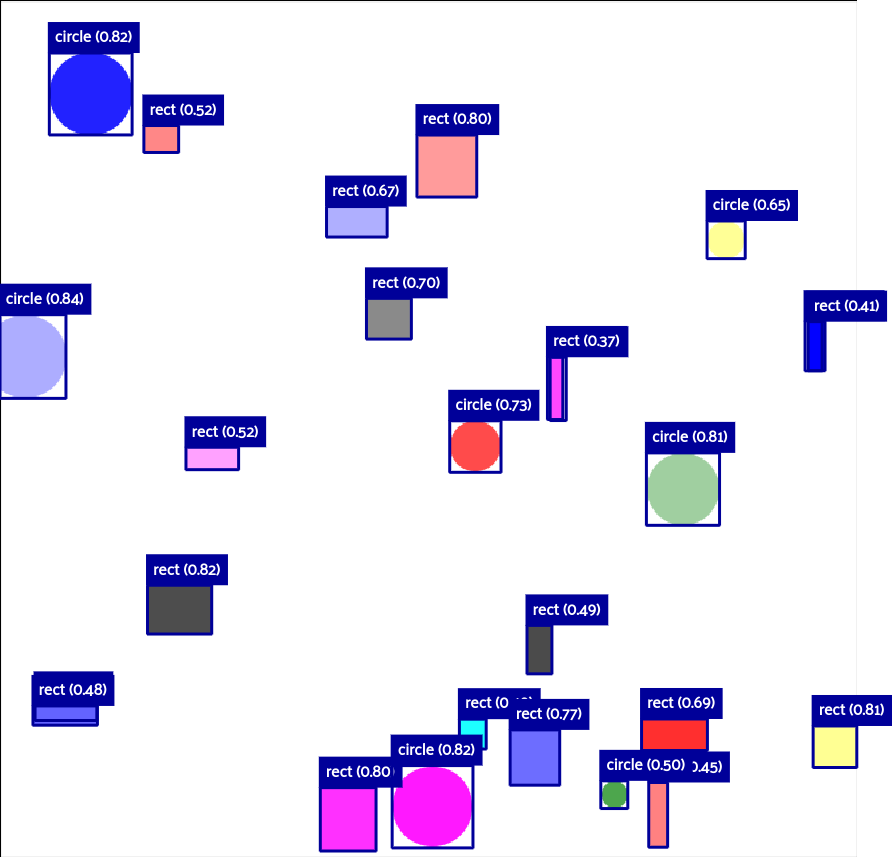 circle (0.82)
rect (0.52)
rect (0.80)
rect (0.67)
circle (0.65)
rect (0.70)
circle (0.84)
rect (0.41)
rect (0.37)
circle (0.73)
rect (0.52)
circle (0.81)
rect (0.82)
rect (0.49)
rect (0.48)
rect
rect (0.77)
rect (0.69)
rect (0.81)
circle (0.82)
rect (0.80
circle (0.50)
0.45)